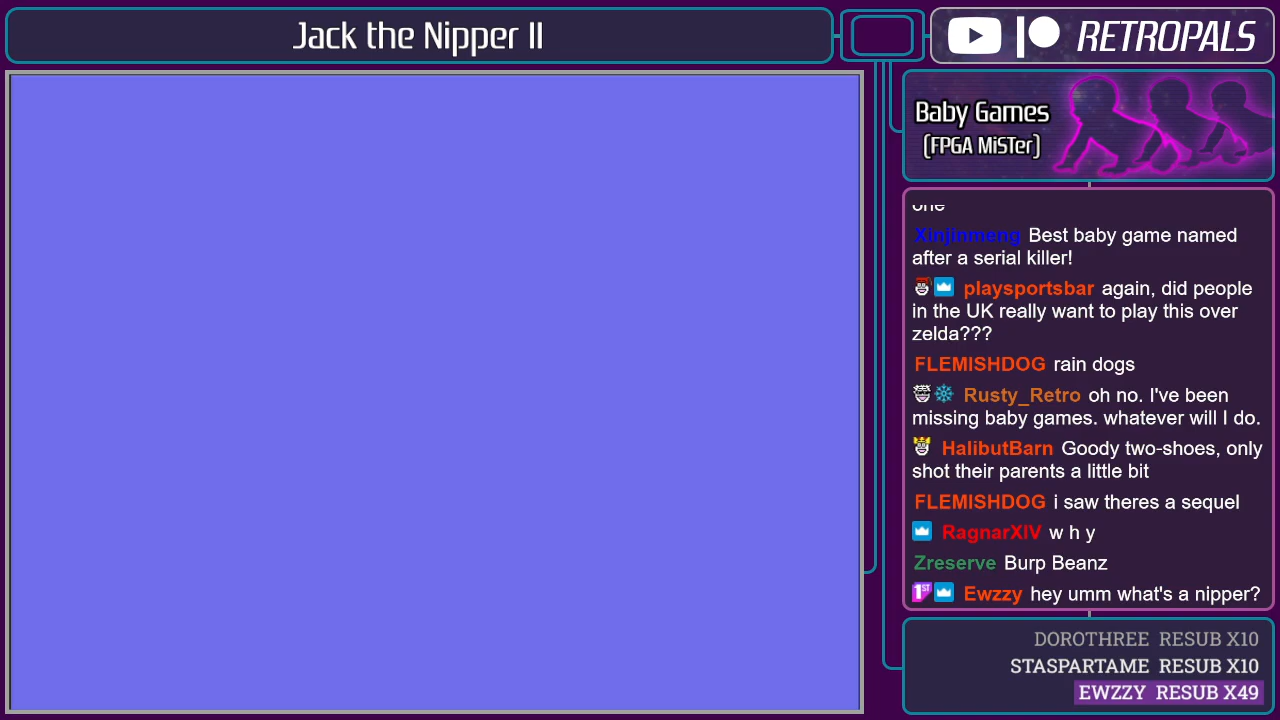 Jack the Nipper II
RETROPALS
Baby Games
(FPGA MiSTer)
one
Xinjinmeng Best baby game named
after a serial killer!
playsportsbar again, did people
in the UK really want to play this over
zelda???
FLEMISHDOG rain dogs
Rusty_Retro oh no. I've been
missing baby games. whatever will I do.
HalibutBarn Goody two-shoes, only
shot their parents a little bit
FLEMISHDOG i saw theres a sequel
RagnarXIV w h y
Zreserve Burp Beanz
1ST Ewzzy hey umm what's a nipper?
DOROTHREE RESUB X10
STASPARTAME RESUB X10
EWZZY RESUB X49